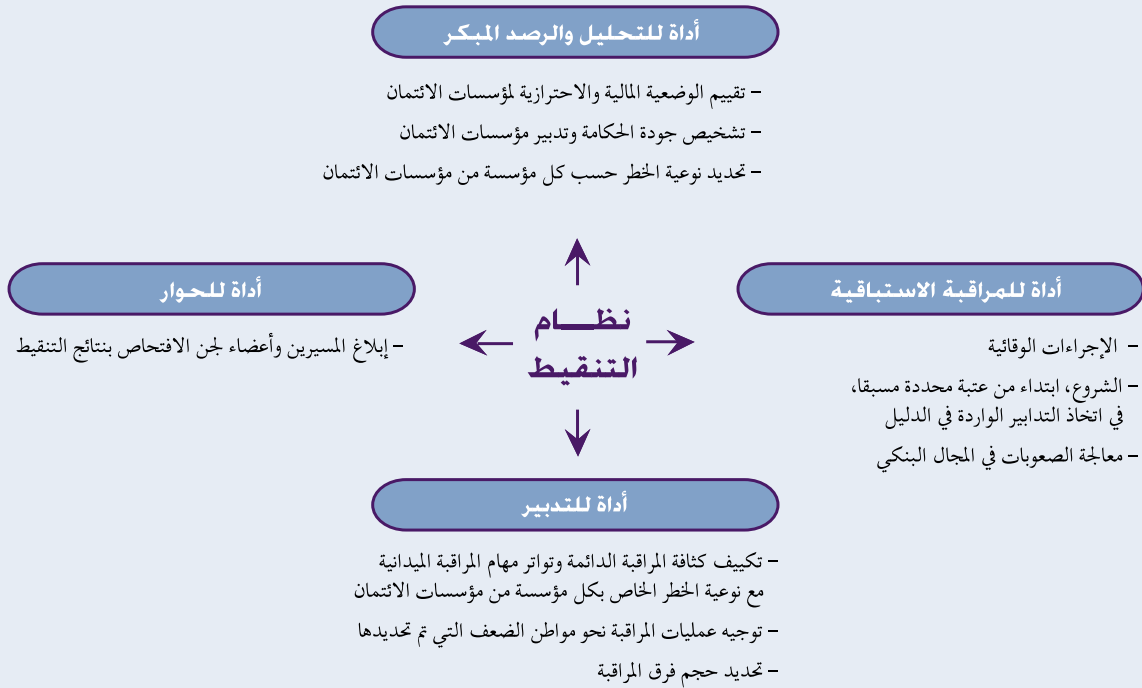 أداة للتحليل والرصد المبكر
– تقييم الوضعية المالية والاحترازية لمؤسسات الائتمان
– تشخيص جودة الحكامة وتدبير مؤسسات الائتمان
– تحديد نوعية الخطر حسب كل مؤسسة من مؤسسات الائتمان
أداة للمراقبة الاستباقية
– الإجراءات الوقائية
– الشروع، ابتداء من عتبة محددة مسبقا،
في اتخاذ التدابير الواردة في الدليل
– معالجة الصعوبات في المجال البنكي
نظـــام
التنقيط
أداة للحوار
– إبلاغ المسيرين وأعضاء لجن الافتحاص بنتائج التنقيط
أداة للتدبير
– تكييف كثافة المراقبة الدائمة وتواتر مهام المراقبة الميدانية
مع نوعية الخطر الخاص بكل مؤسسة من مؤسسات الائتمان
– توجيه عمليات المراقبة نحو مواطن الضعف التي تم تحديدها
– تحديد حجم فرق المراقبة